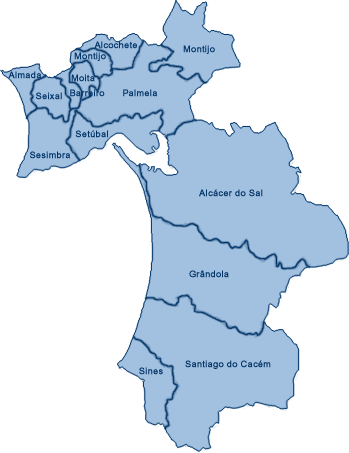 Alcochete
Montijo
Montijo
Almada
Moita
Seixal
Barreiro
Palmela
Setúbal
Sesimbra
Alcácer do Sal
Grândola
Santiago do Cacém
Sines